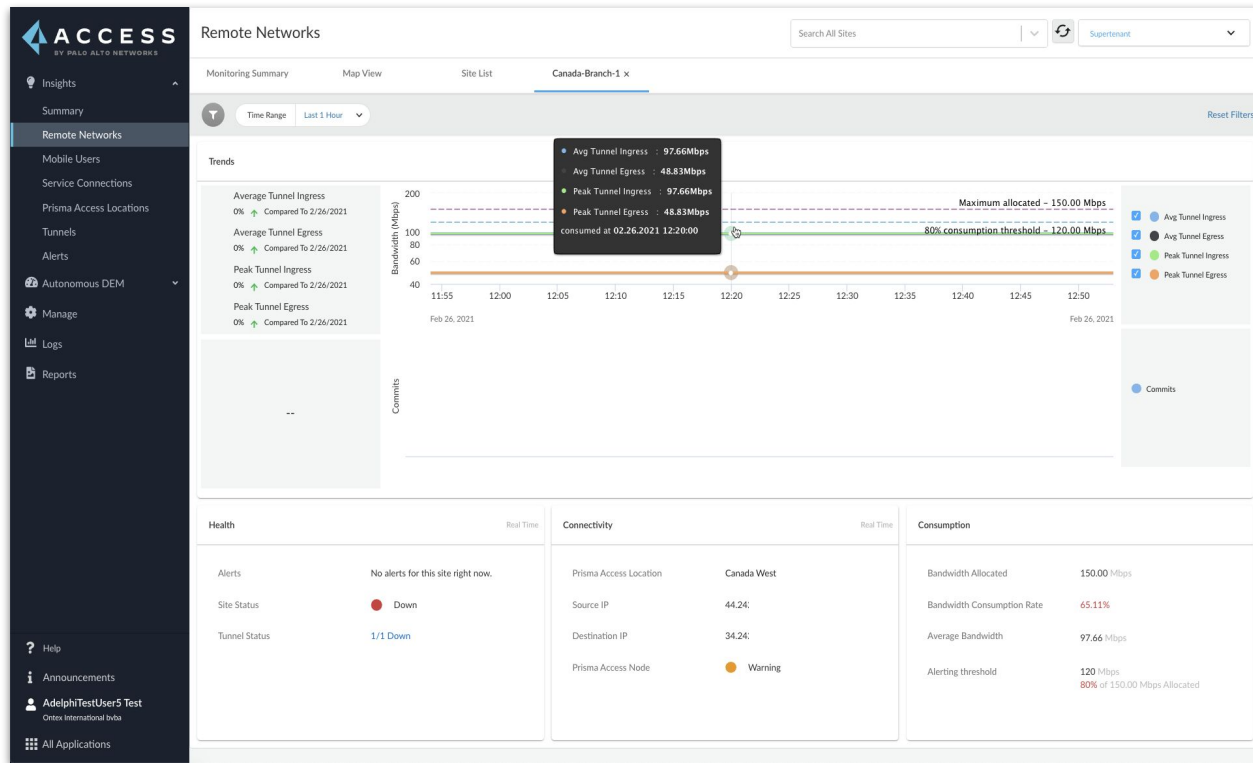 ACCESS
BY PALO ALTO NETWORKS
Insights
Summary
Remote Networks
Mobile Users
Service Connections
Prisma Access Locations
Tunnels
Alerts
Autonomous DEM
Manage
Logs
Reports
Help
Announcements
AdelphiTestUser5 Test
Ontex International bvba
All Applications
Remote Networks
Search All Sites
Supertenant
Monitoring Summary
Map View
Site List
Canada-Branch-1 x
Time Range
Last 1 Hour
Reset Filters
Trends
Average Tunnel Ingress
0% Compared To 2/26/2021
Average Tunnel Egress
0% Compared To 2/26/2021
Peak Tunnel Ingress
0% Compared To 2/26/2021
Peak Tunnel Egress
0% Compared To 2/26/2021
--
Bandwidth (Mbps)
200
100
80
60
40
Avg Tunnel Ingress : 97.66Mbps
Avg Tunnel Egress : 48.83Mbps
Peak Tunnel Ingress : 97.66Mbps
Peak Tunnel Egress : 48.83Mbps
consumed at 02.26.2021 12:20:00
Maximum allocated - 150.00 Mbps
80% consumption threshold - 120.00 Mbps
11:55 12:00 12:05 12:10 12:15 12:20 12:25 12:30 12:35 12:40 12:45 12:50
Feb 26, 2021
Feb 26, 2021
Avg Tunnel Ingress
Avg Tunnel Egress
Peak Tunnel Ingress
Peak Tunnel Egress
Commits
Commits
Health
Real Time
Alerts
No alerts for this site right now.
Site Status
Down
Tunnel Status
1/1 Down
Connectivity
Real Time
Prisma Access Location
Canada West
Source IP
44.24:
Destination IP
34.24:
Prisma Access Node
Warning
Consumption
Bandwidth Allocated
150.00 Mbps
Bandwidth Consumption Rate
65.11%
Average Bandwidth
97.66 Mbps
Alerting threshold
120 Mbps
80% of 150.00 Mbps Allocated